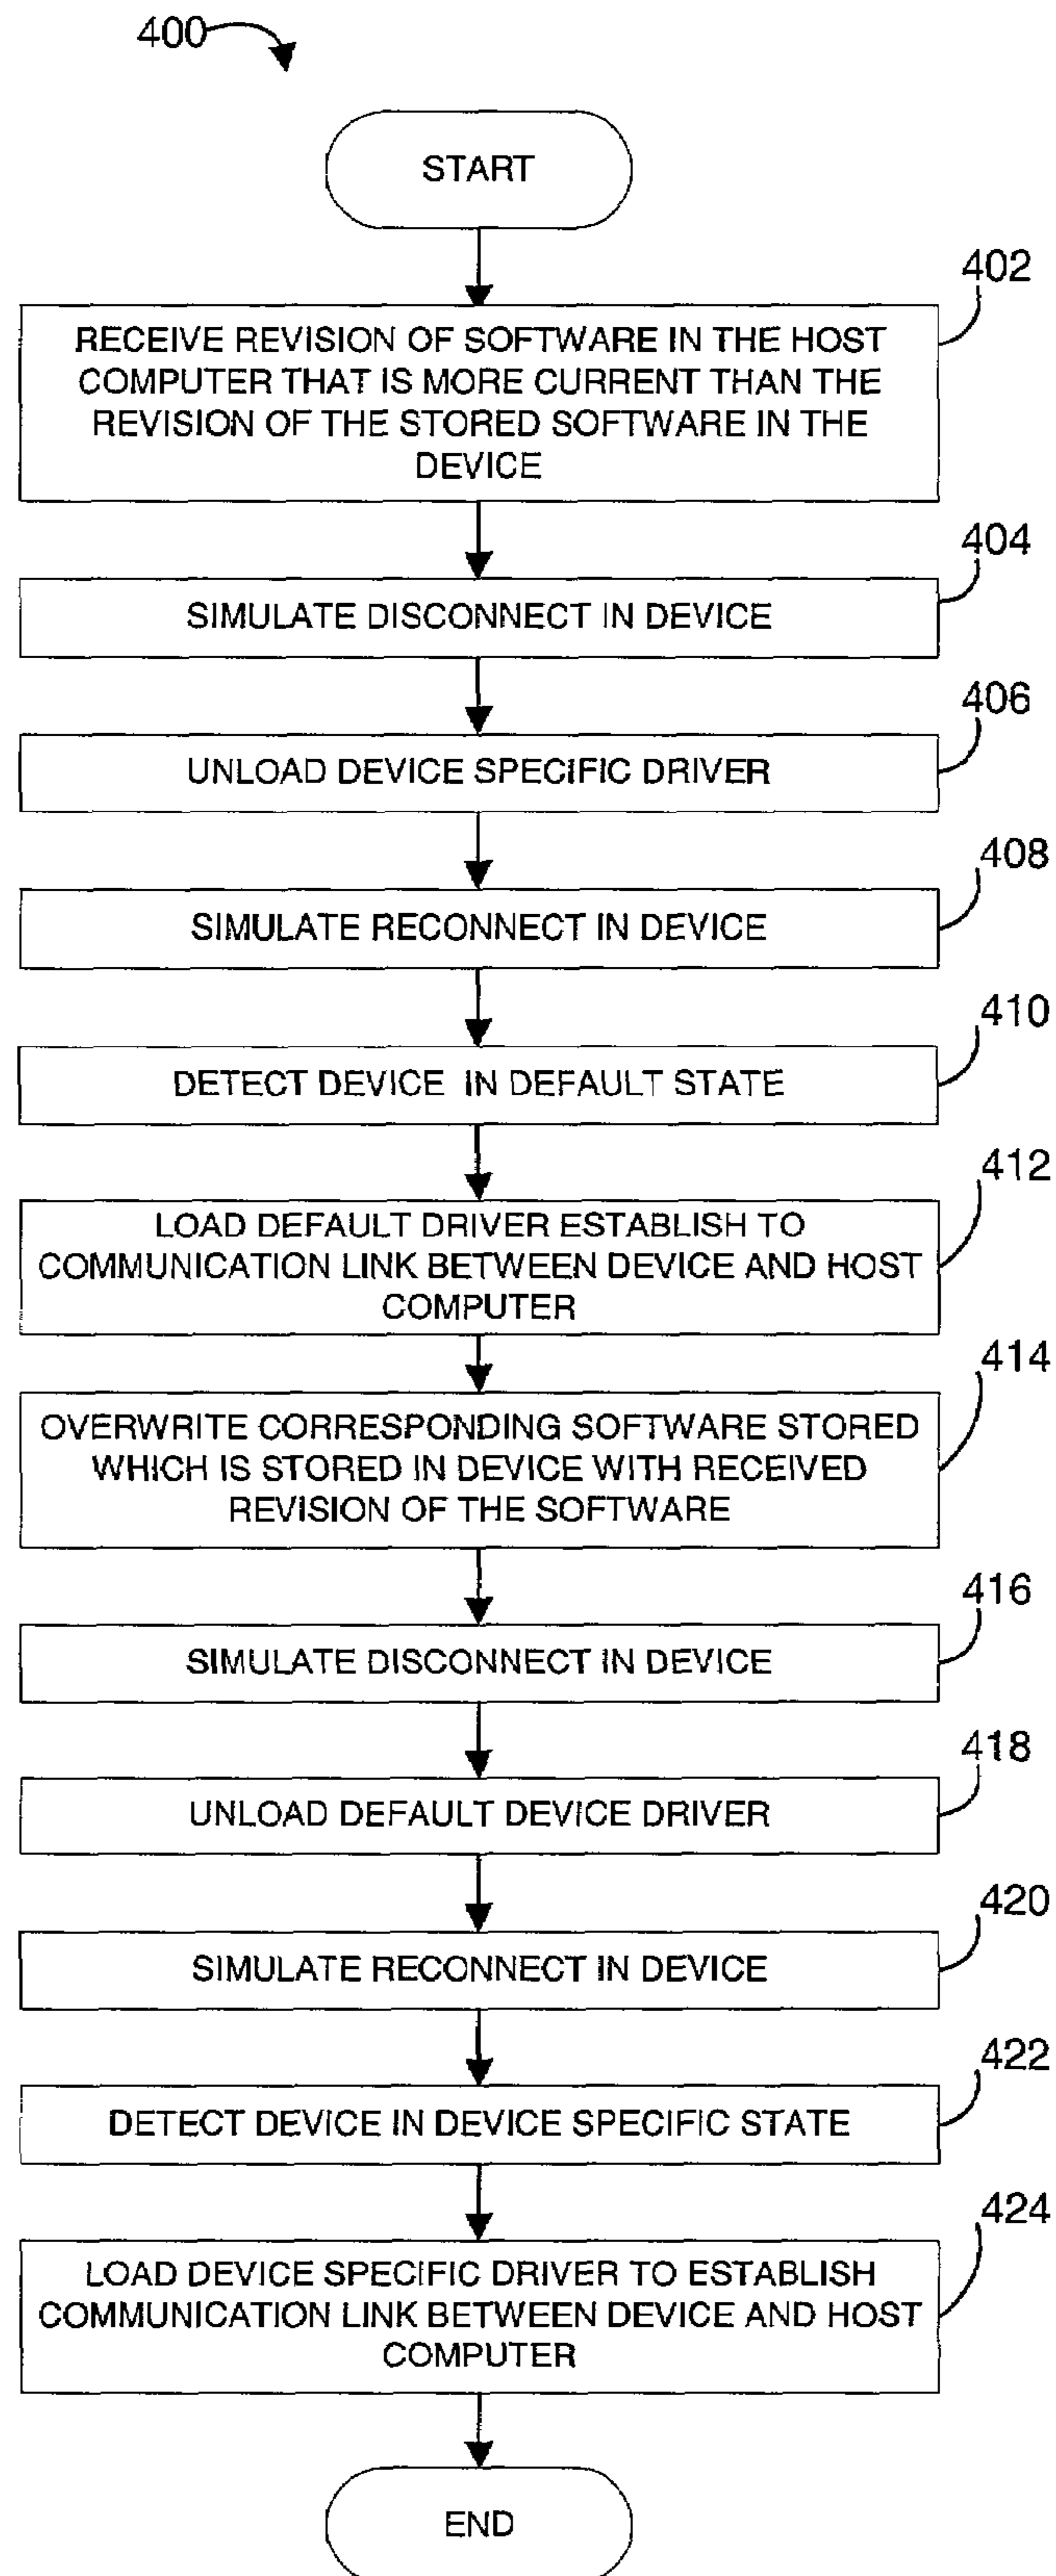 400
START
402
RECEIVE REVISION OF SOFTWARE IN THE HOST
COMPUTER THAT IS MORE CURRENT THAN THE
REVISION OF THE STORED SOFTWARE IN THE
DEVICE
404
SIMULATE DISCONNECT IN DEVICE
406
UNLOAD DEVICE SPECIFIC DRIVER
408
SIMULATE RECONNECT IN DEVICE
410
DETECT DEVICE IN DEFAULT STATE
412
LOAD DEFAULT DRIVER ESTABLISH TO
COMMUNICATION LINK BETWEEN DEVICE AND HOST
COMPUTER
414
OVERWRITE CORRESPONDING SOFTWARE STORED
WHICH IS STORED IN DEVICE WITH RECEIVED
REVISION OF THE SOFTWARE
416
SIMULATE DISCONNECT IN DEVICE
418
UNLOAD DEFAULT DEVICE DRIVER
420
SIMULATE RECONNECT IN DEVICE
422
DETECT DEVICE IN DEVICE SPECIFIC STATE
424
LOAD DEVICE SPECIFIC DRIVER TO ESTABLISH
COMMUNICATION LINK BETWEEN DEVICE AND HOST
COMPUTER
END